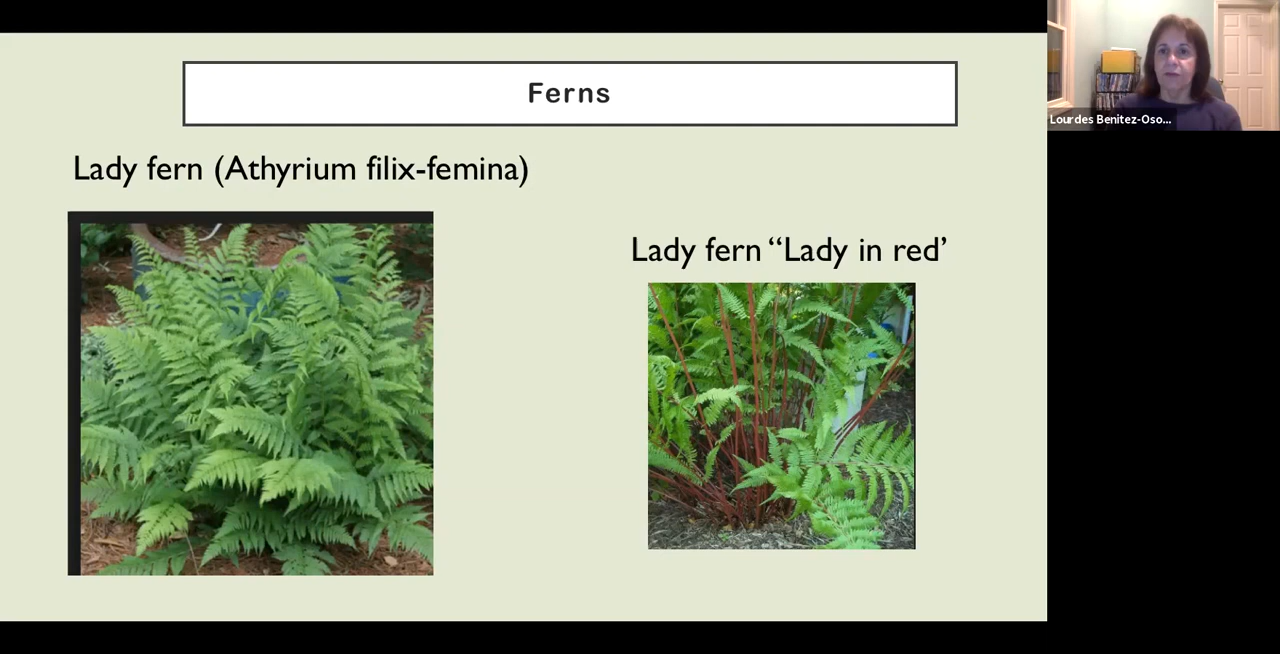 Ferns
Lady fern (Athyrium filix-femina)
Lady fern “Lady in red’
Lourdes Benitez-Oso...